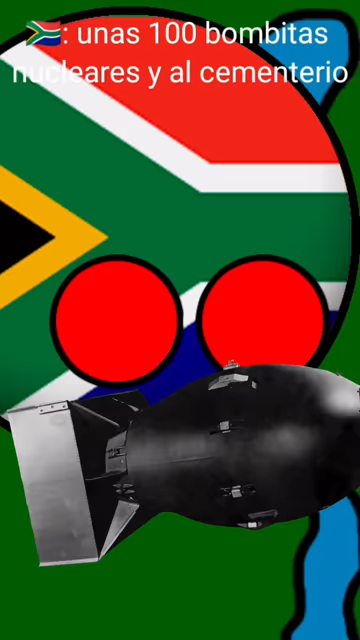 🇿🇦: unas 100 bombitas
nucleares y al cementerio